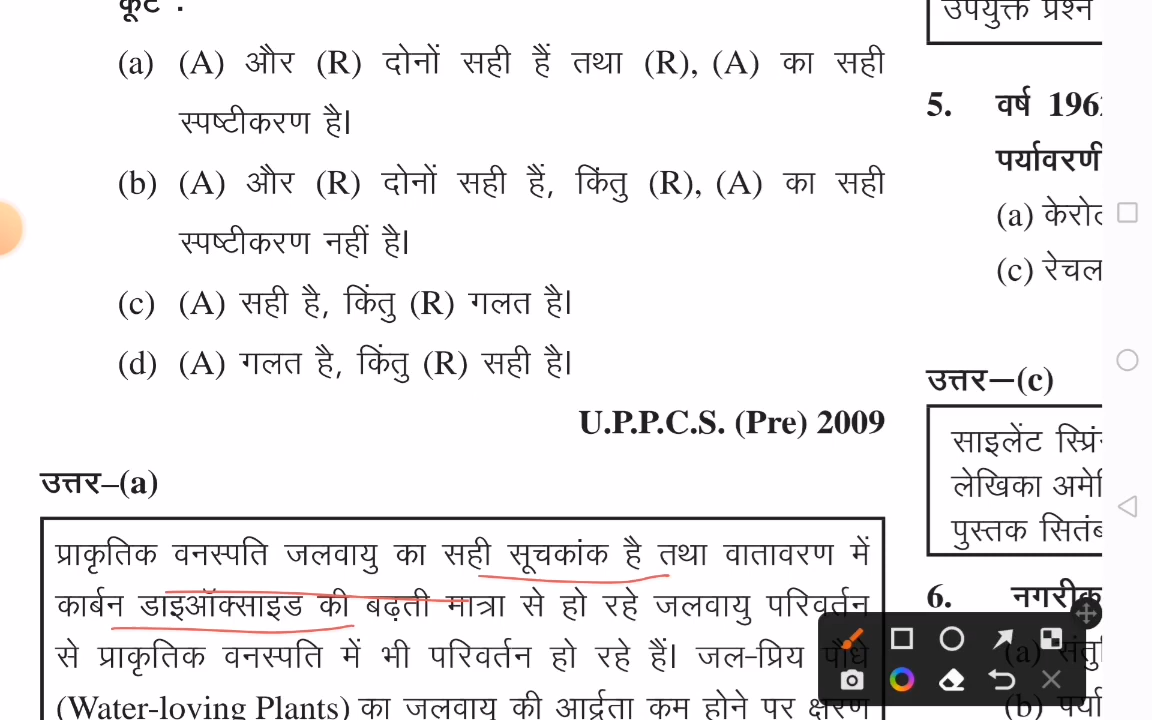 कूट :
(a) (A) और (R) दोनों सही हैं तथा (R), (A) का सही
स्पष्टीकरण है।
(b) (A) और (R) दोनों सही हैं, किंतु (R), (A) का सही
स्पष्टीकरण नहीं है।
(c) (A) सही है, किंतु (R) गलत है।
(d) (A) गलत है, किंतु (R) सही है।
U.P.P.C.S. (Pre) 2009
उत्तर–(a)
प्राकृतिक वनस्पति जलवायु का सही सूचकांक है तथा वातावरण में
कार्बन डाइऑक्साइड की बढ़ती मात्रा से हो रहे जलवायु परिवर्तन
से प्राकृतिक वनस्पति में भी परिवर्तन हो रहे हैं। जल-प्रिय पौधे
(Water-loving Plants) का जलवायु की आर्द्रता कम होने पर क्षरण
उपर्युक्त प्रश्न
5. वर्ष 196
पर्यावरणी
(a) केरो
(c) रेचल
उत्तर–(c)
साइलेंट
लेखिका
पुस्तक
6.
(a)
(b)